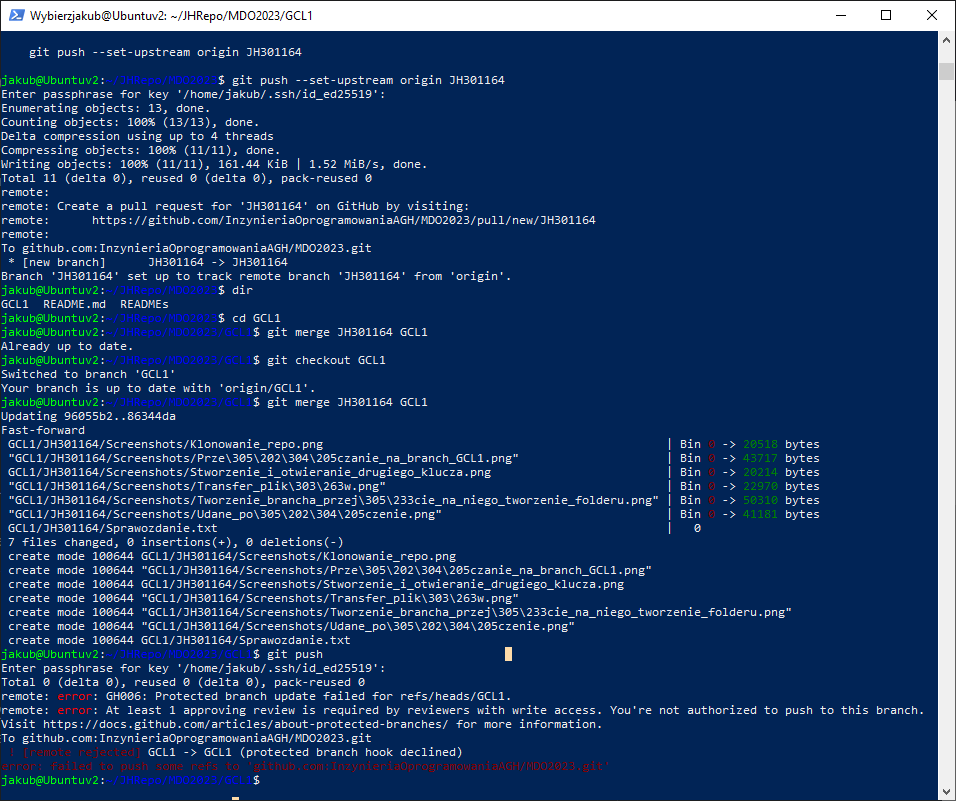 Wybierzjakub@Ubuntuv2: ~/JHRepo/MDO2023/GCL1
git push --set-upstream origin JH301164
jakub@Ubuntuv2:~/JHRepo/MDO2023$ git push --set-upstream origin JH301164
Enter passphrase for key '/home/jakub/.ssh/id_ed25519':
Enumerating objects: 13, done.
Counting objects: 100% (13/13), done.
Delta compression using up to 4 threads
Compressing objects: 100% (11/11), done.
Writing objects: 100% (11/11), 161.44 KiB | 1.52 MiB/s, done.
Total 11 (delta 0), reused 0 (delta 0), pack-reused 0
remote:
remote: Create a pull request for 'JH301164' on GitHub by visiting:
remote:      https://github.com/InzynieriaOprogramowaniaAGH/MDO2023/pull/new/JH301164
remote:
To github.com:InzynieriaOprogramowaniaAGH/MDO2023.git
 * [new branch]      JH301164 -> JH301164
Branch 'JH301164' set up to track remote branch 'JH301164' from 'origin'.
jakub@Ubuntuv2:~/JHRepo/MDO2023$ dir
GCL1  README.md  READMEs
jakub@Ubuntuv2:~/JHRepo/MDO2023$ cd GCL1
jakub@Ubuntuv2:~/JHRepo/MDO2023/GCL1$ git merge JH301164 GCL1
Already up to date.
jakub@Ubuntuv2:~/JHRepo/MDO2023/GCL1$ git checkout GCL1
Switched to branch 'GCL1'
Your branch is up to date with 'origin/GCL1'.
jakub@Ubuntuv2:~/JHRepo/MDO2023/GCL1$ git merge JH301164 GCL1
Updating 96055b2..86344da
Fast-forward
 GCL1/JH301164/Screenshots/Klonowanie_repo.png | Bin 0 -> 20518 bytes
 "GCL1/JH301164/Screenshots/Prze\305\202\304\205czanie_na_branch_GCL1.png" | Bin 0 -> 43717 bytes
 GCL1/JH301164/Screenshots/Stworzenie_i_otwieranie_drugiego_klucza.png | Bin 0 -> 20214 bytes
 "GCL1/JH301164/Screenshots/Transfer_plik\303\263w.png" | Bin 0 -> 22970 bytes
 "GCL1/JH301164/Screenshots/Tworzenie_brancha_przej\305\233cie_na_niego_tworzenie_folderu.png" | Bin 0 -> 50310 bytes
 "GCL1/JH301164/Screenshots/Udane_po\305\202\304\205czenie.png" | Bin 0 -> 41181 bytes
 GCL1/JH301164/Sprawozdanie.txt | 0
 7 files changed, 0 insertions(+), 0 deletions(-)
 create mode 100644 GCL1/JH301164/Screenshots/Klonowanie_repo.png
 create mode 100644 "GCL1/JH301164/Screenshots/Prze\305\202\304\205czanie_na_branch_GCL1.png"
 create mode 100644 GCL1/JH301164/Screenshots/Stworzenie_i_otwieranie_drugiego_klucza.png
 create mode 100644 "GCL1/JH301164/Screenshots/Transfer_plik\303\263w.png"
 create mode 100644 "GCL1/JH301164/Screenshots/Tworzenie_brancha_przej\305\233cie_na_niego_tworzenie_folderu.png"
 create mode 100644 "GCL1/JH301164/Screenshots/Udane_po\305\202\304\205czenie.png"
 create mode 100644 GCL1/JH301164/Sprawozdanie.txt
jakub@Ubuntuv2:~/JHRepo/MDO2023/GCL1$ git push
Enter passphrase for key '/home/jakub/.ssh/id_ed25519':
Total 0 (delta 0), reused 0 (delta 0), pack-reused 0
remote: error: GH006: Protected branch update failed for refs/heads/GCL1.
remote: error: At least 1 approving review is required by reviewers with write access. You're not authorized to push to this branch.
Visit https://docs.github.com/articles/about-protected-branches/ for more information.
To github.com:InzynieriaOprogramowaniaAGH/MDO2023.git
 ! [remote rejected] GCL1 -> GCL1 (protected branch hook declined)
error: failed to push some refs to 'github.com:InzynieriaOprogramowaniaAGH/MDO2023.git'
jakub@Ubuntuv2:~/JHRepo/MDO2023/GCL1$